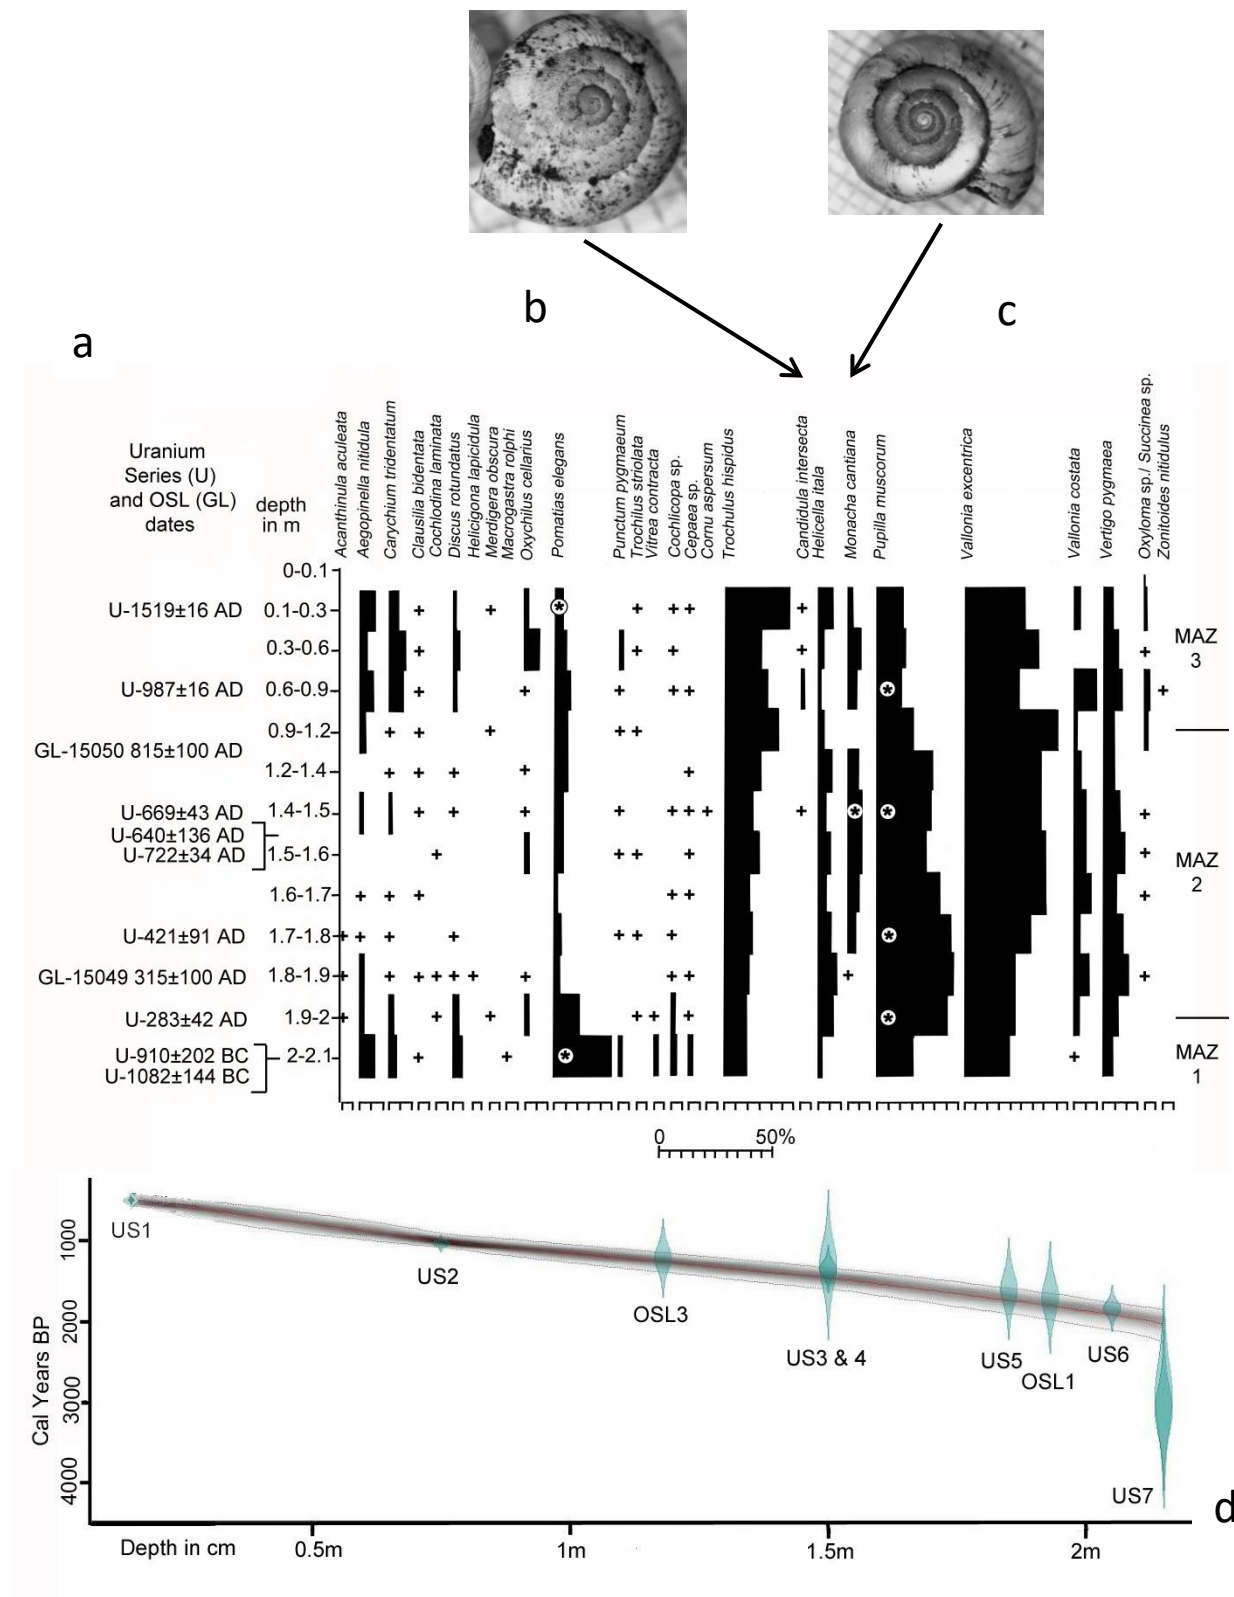 b
c
a
Uranium
Series (U)
and OSL (GL)
dates
depth
in m
Acanthinula aculeata
Aegopinella nitidula
Carychium tridentatum
Clausilia bidentata
Cochlodina laminata
Discus rotundatus
Helicigona lapicidula
Merdigera obscura
Macrogastra rolphi
Oxychilus cellarius
Pomatias elegans
Punctum pygmaeum
Trochilus striolata
Vitrea contracta
Cochlicopa sp.
Cepaea sp.
Cornu aspersum
Trochulus hispidus
Candidula intersecta
Helicella itala
Monacha cantiana
Pupilla muscorum
Vallonia excentrica
Vallonia costata
Vertigo pygmaea
Oxyloma sp./ Succinea sp.
Zonitoides nitidulus
0-0.1
U-1519±16 AD 0.1-0.3
0.3-0.6
MAZ
3
U-987±16 AD 0.6-0.9
0.9-1.2
GL-15050 815±100 AD
1.2-1.4
U-669±43 AD 1.4-1.5
U-640±136 AD
U-722±34 AD 1.5-1.6
MAZ
2
1.6-1.7
U-421±91 AD 1.7-1.8
GL-15049 315±100 AD 1.8-1.9
U-283±42 AD 1.9-2
U-910±202 BC 2-2.1
U-1082±144 BC
MAZ
1
0 50%
Cal Years BP
1000
2000
3000
4000
US1
US2
OSL3
US3 & 4
US5
OSL1
US6
US7
d
Depth in cm 0.5m 1m 1.5m 2m